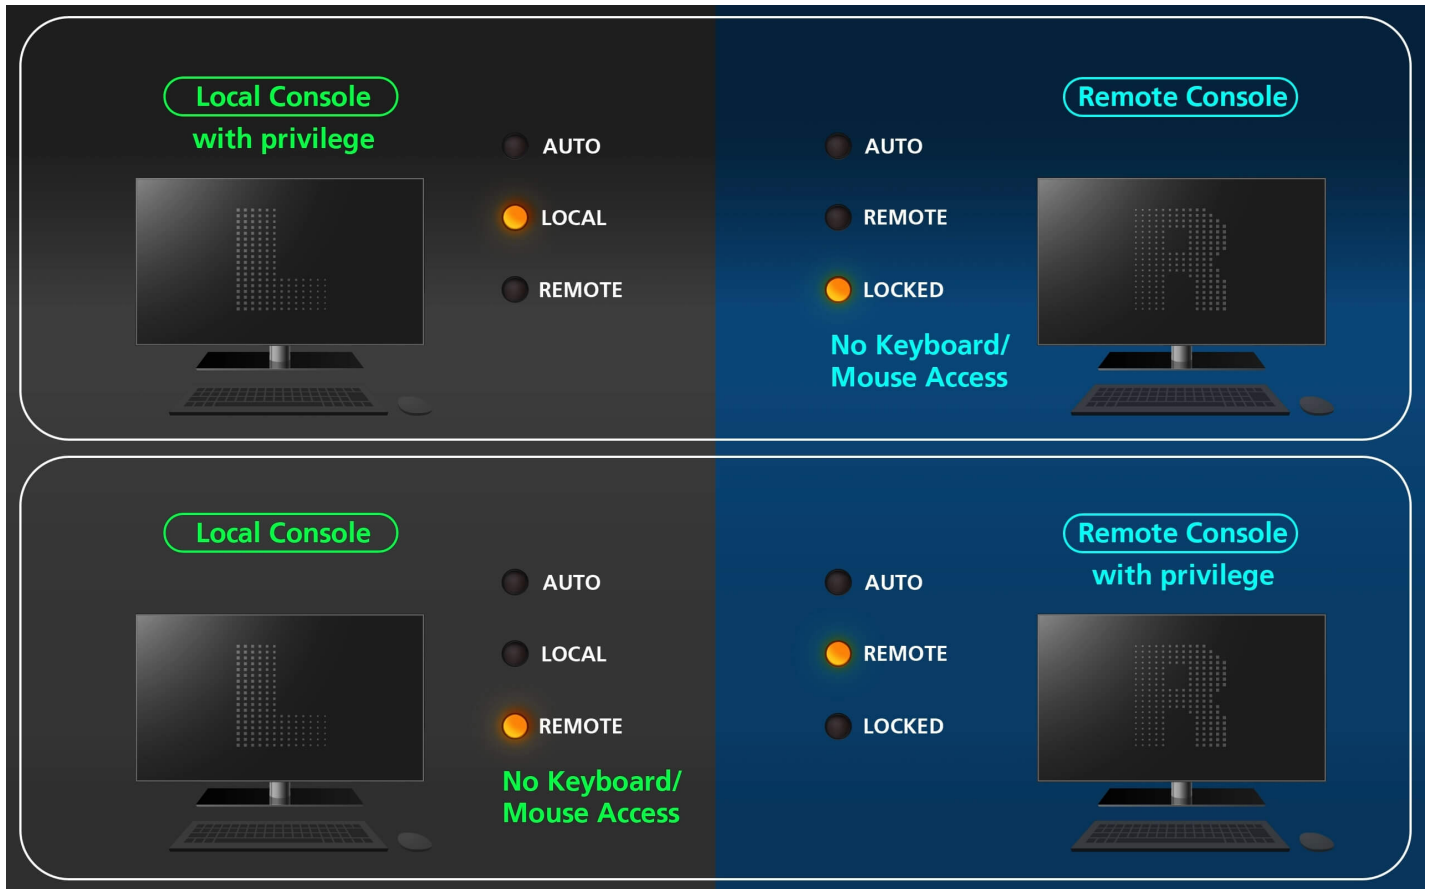 Local Console
with privilege
AUTO
LOCAL
REMOTE
AUTO
REMOTE
LOCKED
No Keyboard/
Mouse Access
Remote Console
L
R
Local Console
AUTO
LOCAL
REMOTE
No Keyboard/
Mouse Access
AUTO
REMOTE
LOCKED
Remote Console
with privilege
L
R